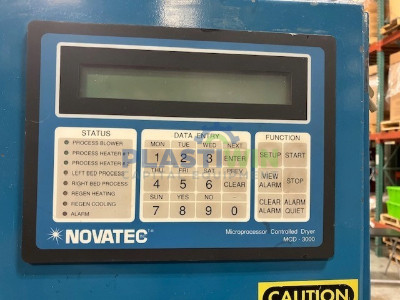 STATUS
PROCESS BLOWER
PROCESS HEATER
PROCESS HEATER
LEFT BED PROCESS
RIGHT BED PROCESS
REGEN HEATING
REGEN COOLING
ALARM
DATA ENTRY
MON TUE WED NEXT
1 2 3 ENTER
THU FRI SAT PREV
4 5 6 CLEAR
SUN YES NO
7 8 9 0
FUNCTION
SETUP START
VIEW ALARM STOP
CLEAR ALARM ALARM QUIET
NOVATEC
Microprocessor Controlled Dryer
MCD - 3000
CAUTION